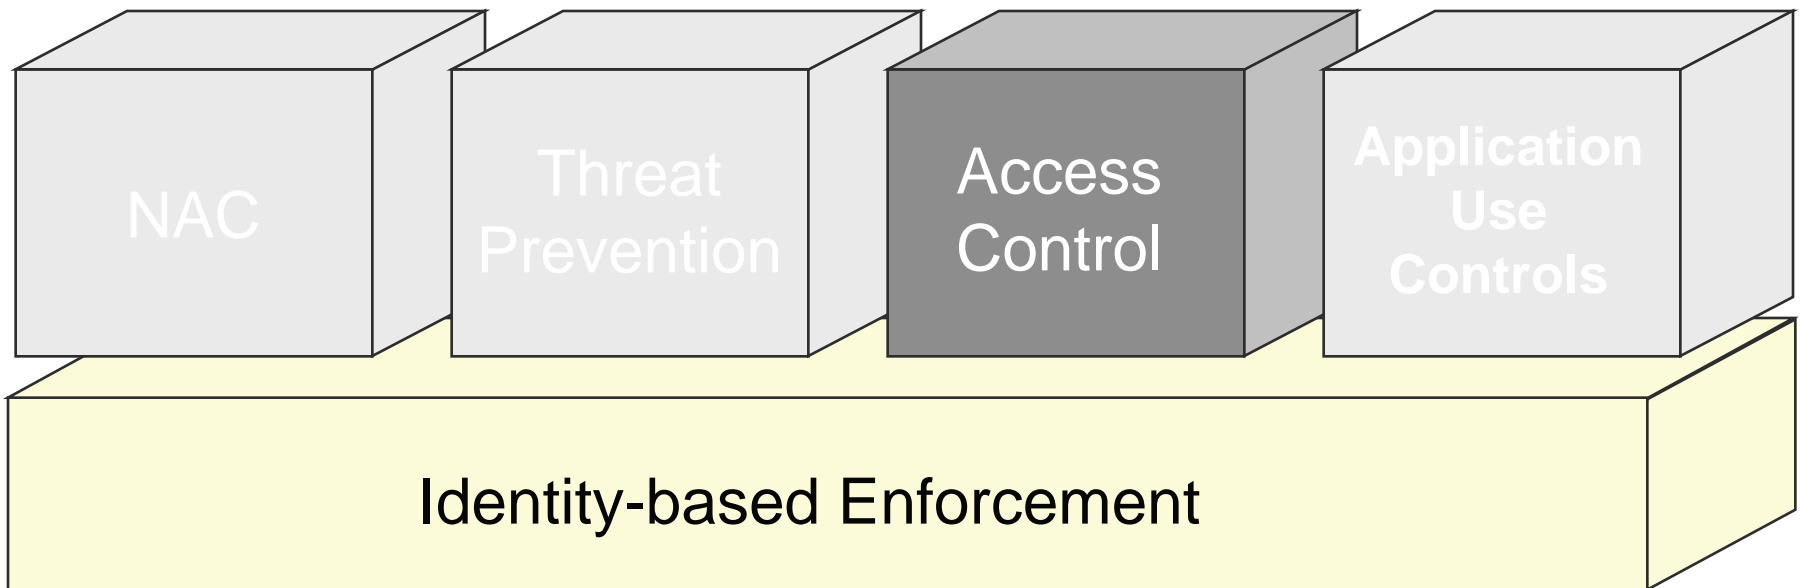 NAC
Threat
Prevention
Access
Control
Application
Use
Controls
Identity-based Enforcement